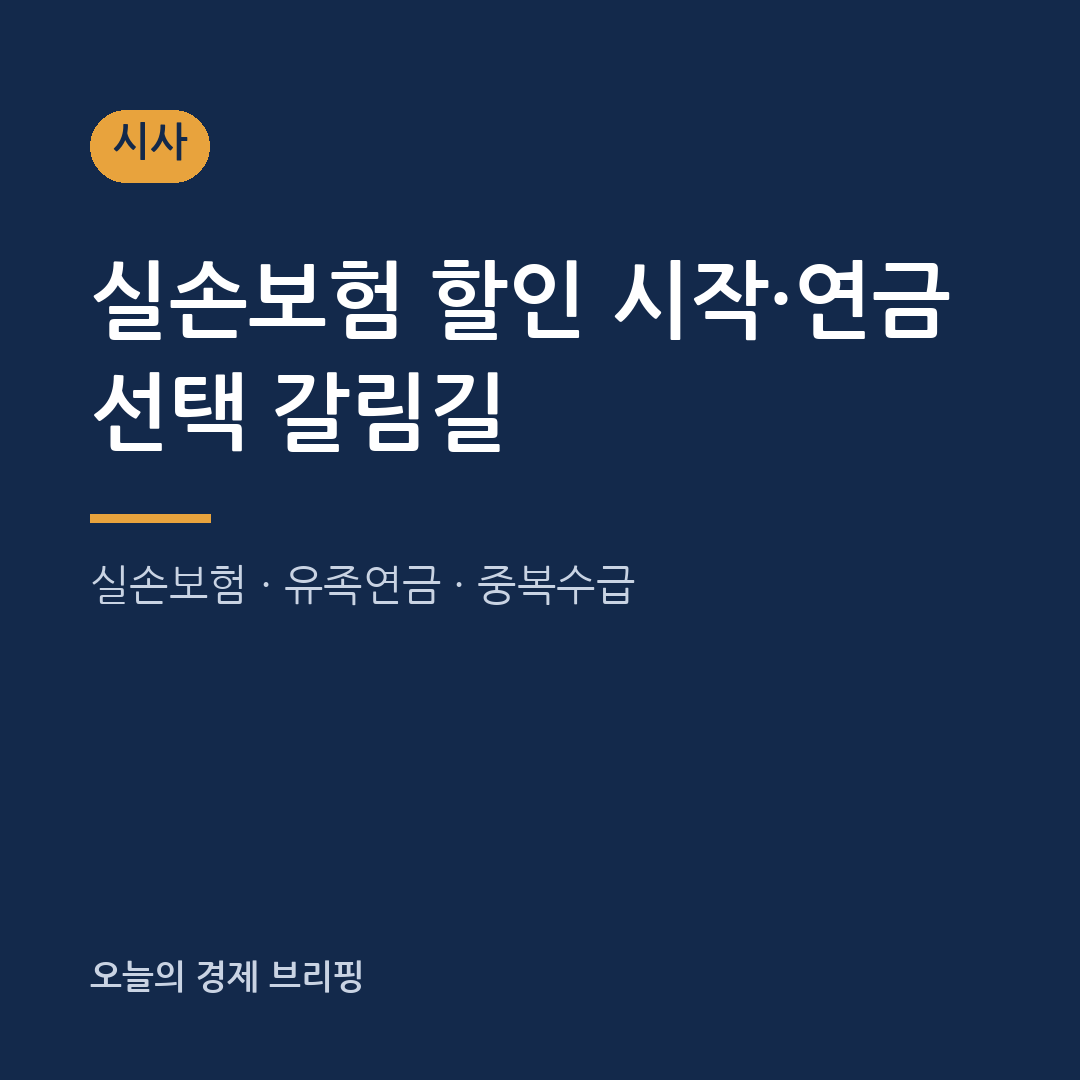 시사
실손보험 할인 시작·연금
선택 갈림길
실손보험 · 유족연금 · 중복수급
오늘의 경제 브리핑